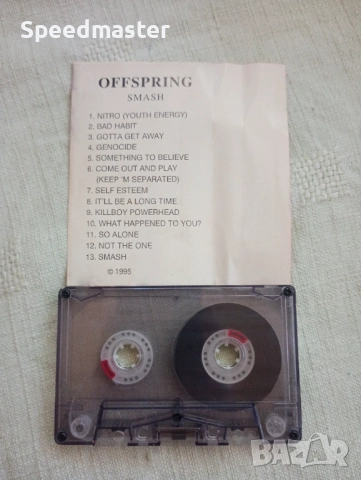 Speedmaster
OFFSPRING
SMASH
1. NITRO (YOUTH ENERGY)
2. BAD HABIT
3. GOTTA GET AWAY
4. GENOCIDE
5. SOMETHING TO BELIEVE
6. COME OUT AND PLAY
(KEEP 'M SEPARATED)
7. SELF ESTEEM
8. IT'LL BE A LONG TIME
9. KILLBOY POWERHEAD
10. WHAT HAPPENED TO YOU?
11. SO ALONE
12. NOT THE ONE
13. SMASH
© 1995
BAZAR
bg